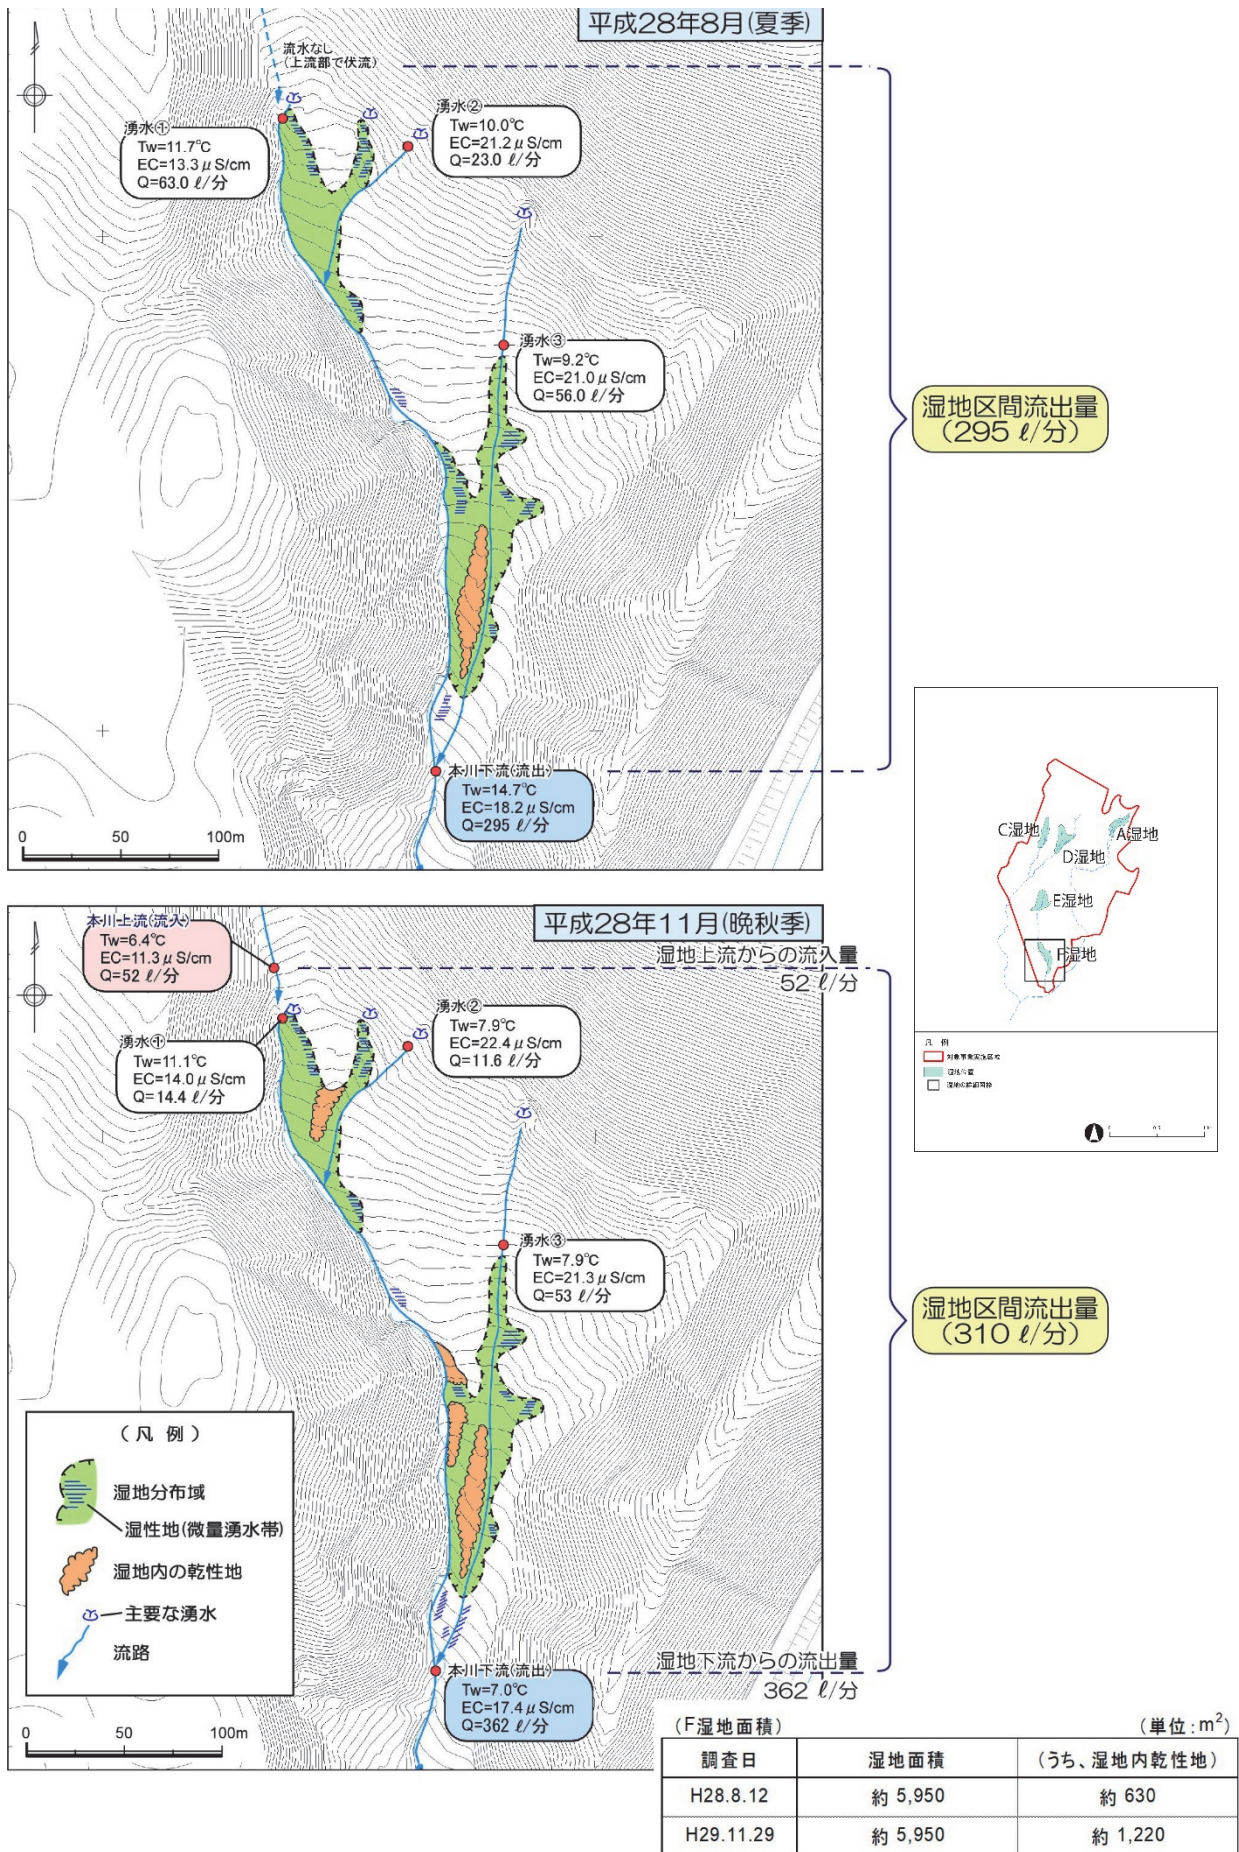 平成28年8月(夏季)
流水なし
(上流部で伏流)
湧水①
Tw=11.7℃
EC=13.3μS/cm
Q=63.0 ℓ/分
湧水②
Tw=10.0℃
EC=21.2μS/cm
Q=23.0 ℓ/分
湧水③
Tw=9.2℃
EC=21.0μS/cm
Q=56.0 ℓ/分
湿地区間流出量
(295 ℓ/分)
本川下流(流出)
Tw=14.7℃
EC=18.2μS/cm
Q=295 ℓ/分
0 50 100m
C湿地
A湿地
D湿地
E湿地
F湿地
凡 例
対象事業実施区域
湿地位置
平成28年11月(晩秋季)
本川上流(流入)
Tw=6.4℃
EC=11.3μS/cm
Q=52 ℓ/分
湿地上流からの流入量
52 ℓ/分
湧水①
Tw=11.1℃
EC=14.0μS/cm
Q=14.4 ℓ/分
湧水②
Tw=7.9℃
EC=22.4μS/cm
Q=11.6 ℓ/分
湧水③
Tw=7.9℃
EC=21.3μS/cm
Q=53 ℓ/分
湿地区間流出量
(310 ℓ/分)
(凡 例)
湿地分布域
湿性地(微量湧水帯)
湿地内の乾性地
主要な湧水
流路
湿地下流からの流出量
362 ℓ/分
本川下流(流出)
Tw=7.0℃
EC=17.4μS/cm
Q=362 ℓ/分
0 50 100m
(F湿地面積) (単位:m²)
調査日 湿地面積 (うち、湿地内乾性地)
H28.8.12 約 5,950 約 630
H29.11.29 約 5,950 約 1,220